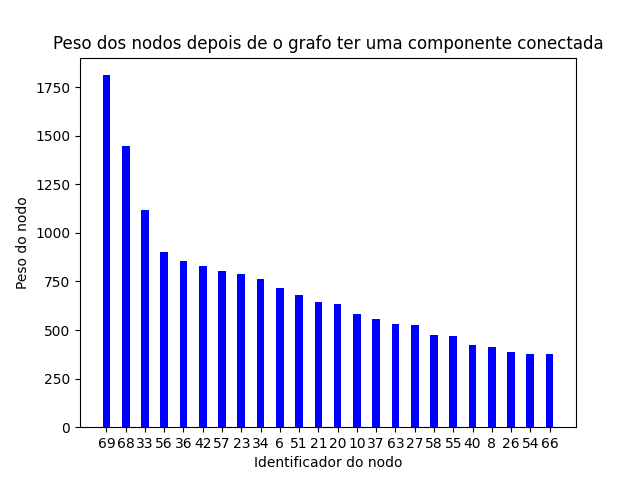 Peso dos nodos depois de o grafo ter uma componente conectada
Peso do nodo
1750
1500
1250
1000
750
500
250
0
69 68 33 56 36 42 57 23 34 6 51 21 20 10 37 63 27 58 55 40 8 26 54 66
Identificador do nodo